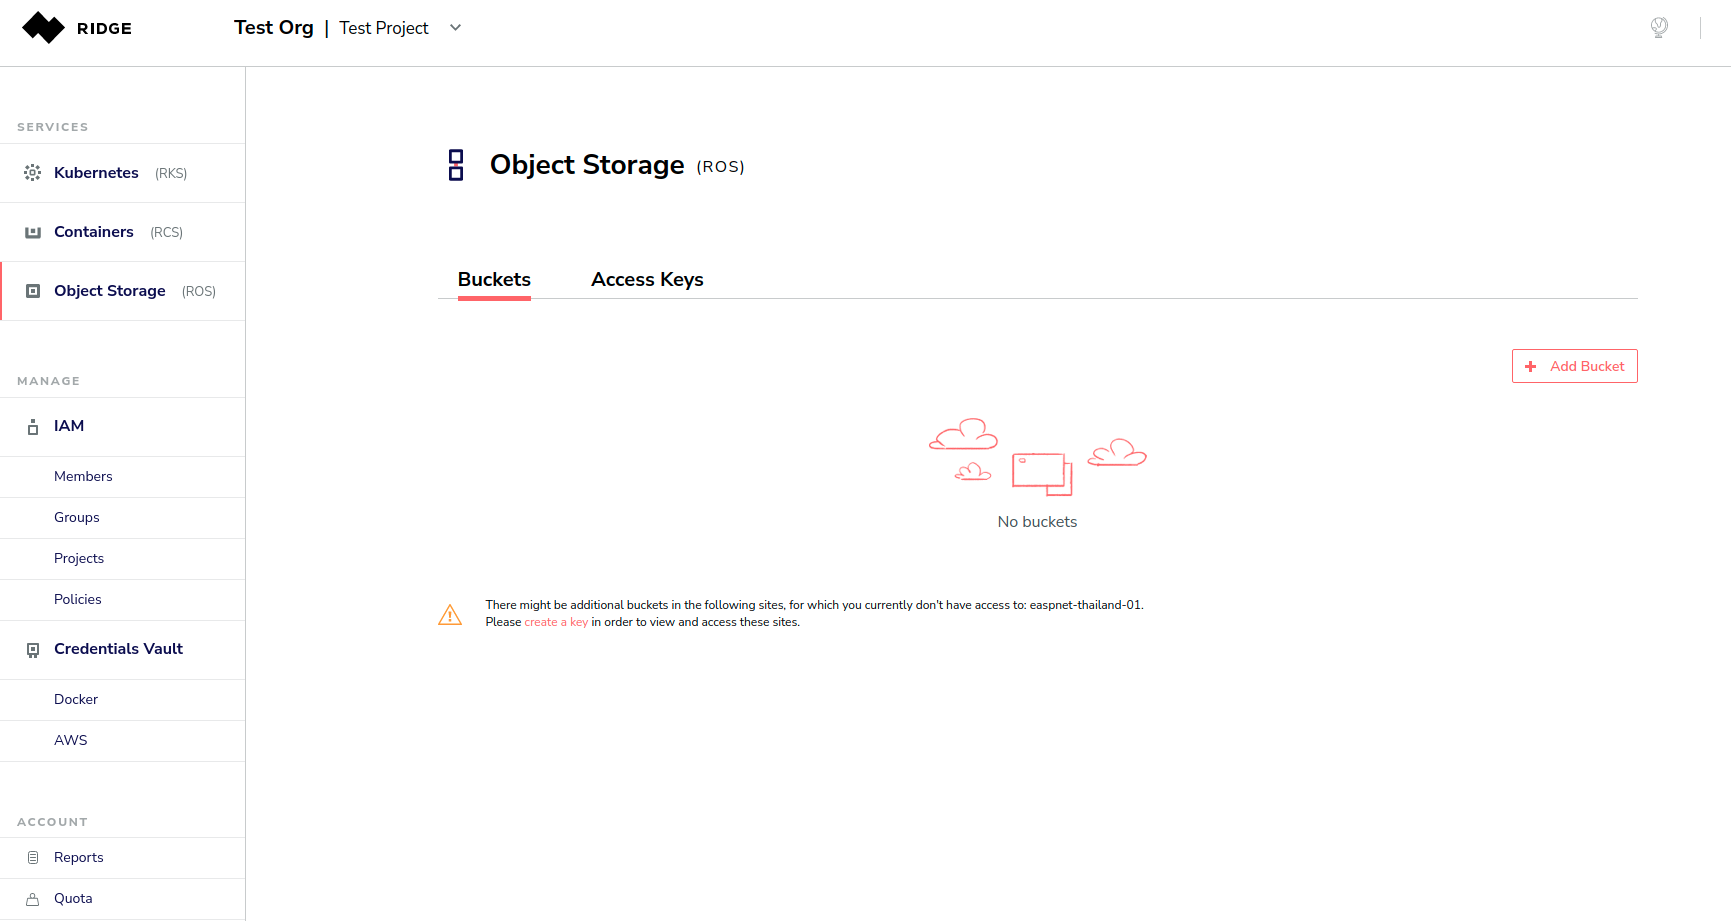 RIDGE
Test Org | Test Project
SERVICES
Kubernetes (RKS)
Containers (RCS)
Object Storage (ROS)
MANAGE
IAM
Members
Groups
Projects
Policies
Credentials Vault
Docker
AWS
ACCOUNT
Reports
Quota
Object Storage (ROS)
Buckets Access Keys
+ Add Bucket
No buckets
There might be additional buckets in the following sites, for which you currently don't have access to: easpnet-thailand-01.
Please create a key in order to view and access these sites.